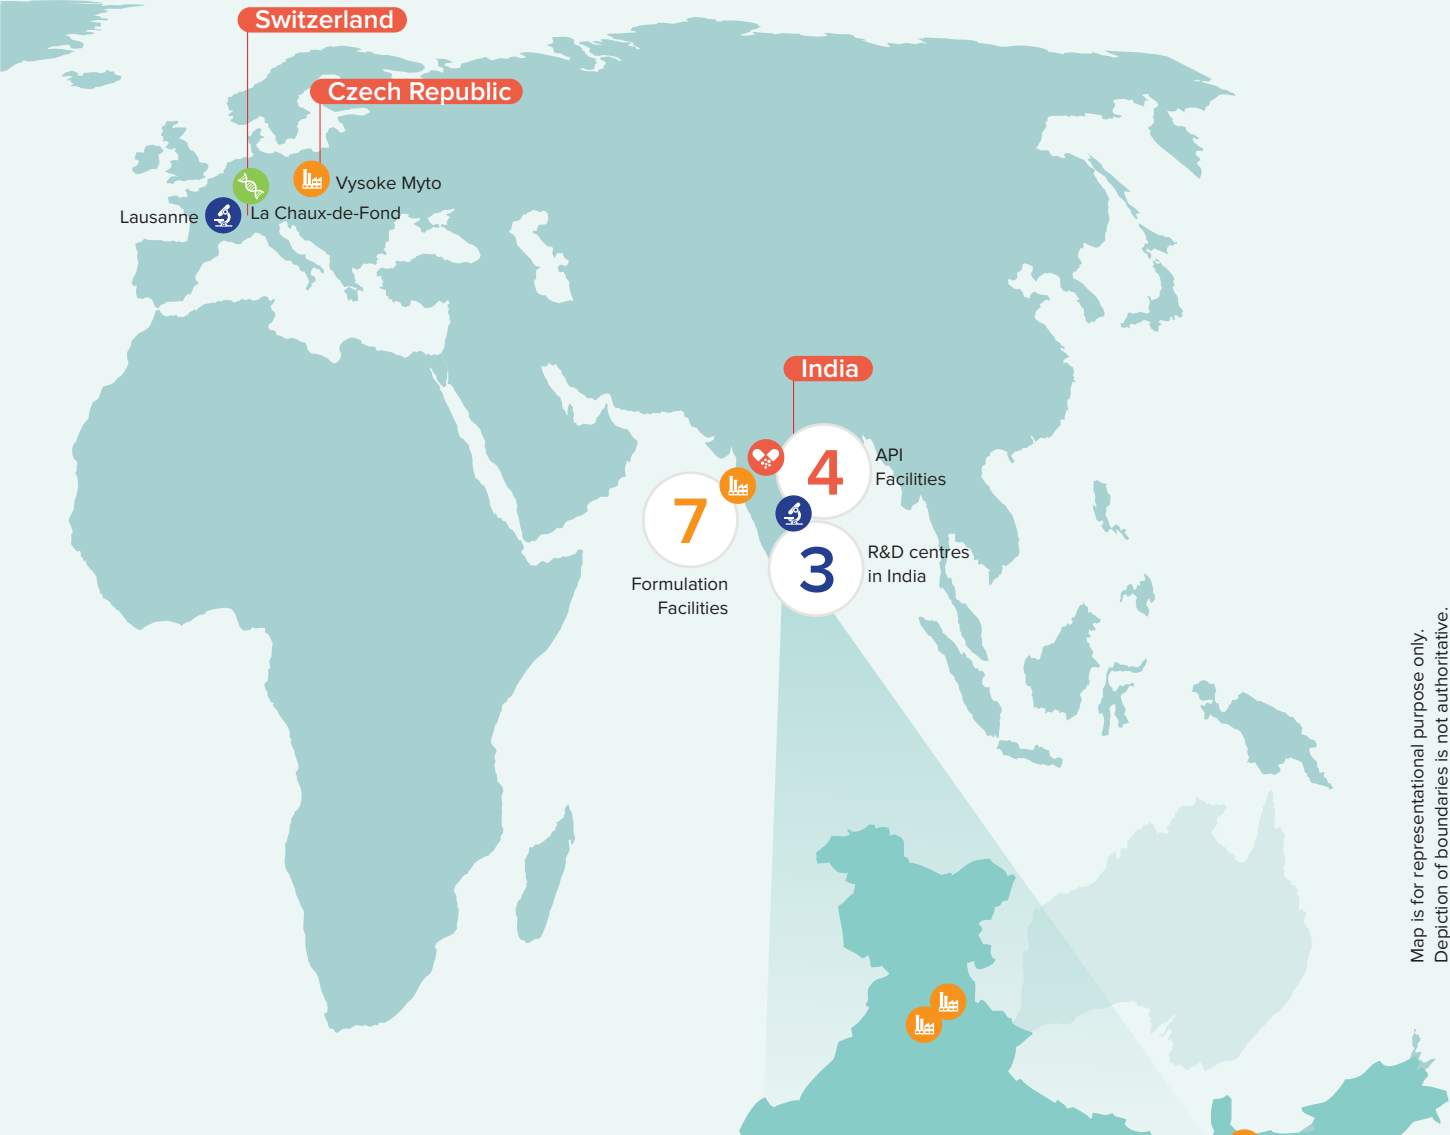 Switzerland
Czech Republic
Vysoke Myto
Lausanne
La Chaux-de-Fond
India
4
API
Facilities
7
Formulation
Facilities
3
R&D centres
in India
Map is for representational purpose only.
Depiction of boundaries is not authoritative.